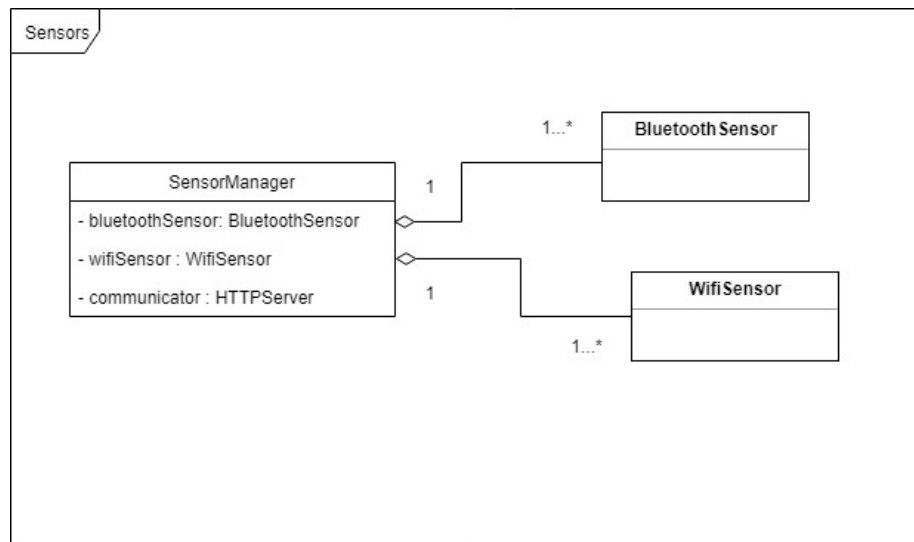 Sensors
1...*
BluetoothSensor
SensorManager
1
- bluetoothSensor: BluetoothSensor
- wifiSensor : WifiSensor
- communicator : HTTPServer
1
WifiSensor
1...*